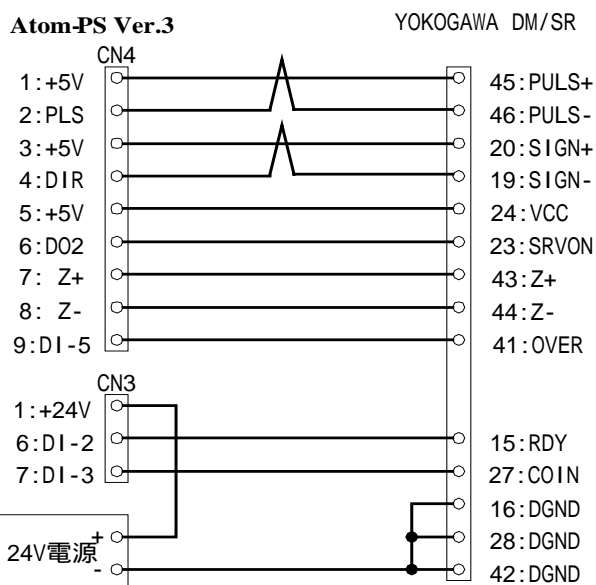 Atom-PS Ver.3
YOKOGAWA DM/SR
CN4
1:+5V
2:PLS
3:+5V
4:DIR
5:+5V
6:DO2
7: Z+
8: Z-
9:DI-5
45:PULS+
46:PULS-
20:SIGN+
19:SIGN-
24:VCC
23:SRVON
43:Z+
44:Z-
41:OVER
CN3
1:+24V
6:DI-2
7:DI-3
15:RDY
27:COIN
16:DGND
28:DGND
42:DGND
24V電源
+
-